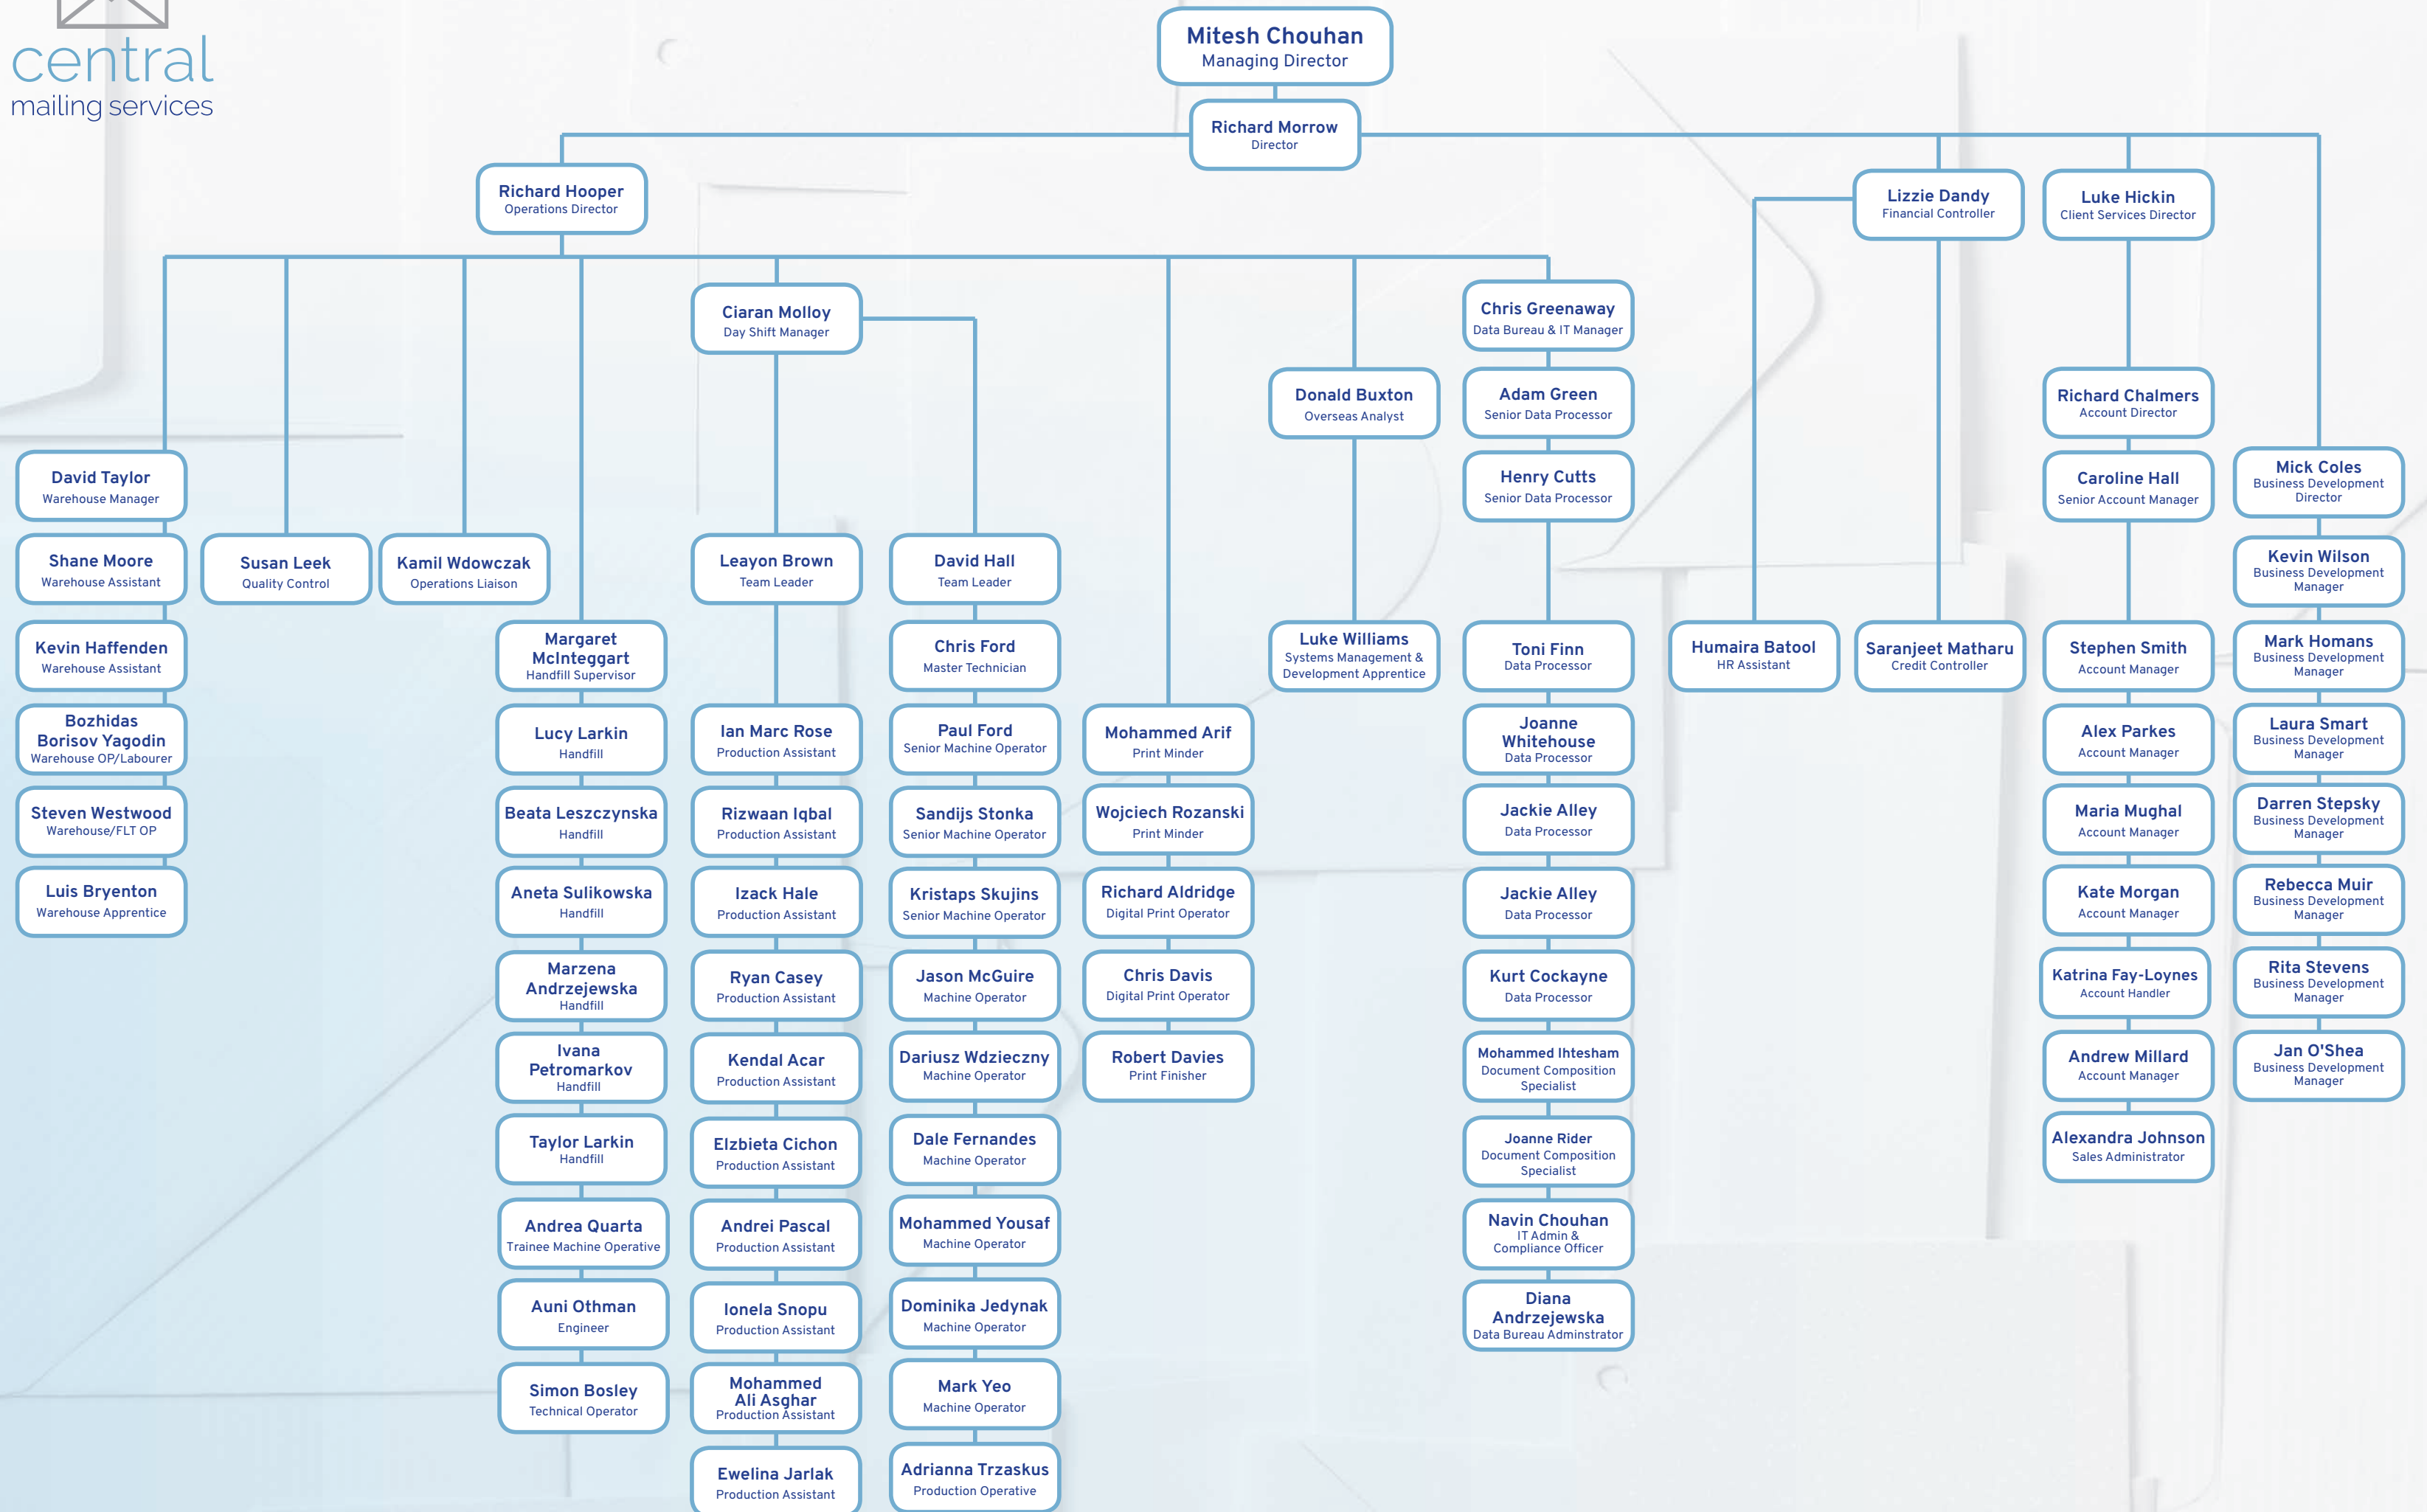 central
mailing services
Mitesh Chouhan
Managing Director
Richard Morrow
Director
Richard Hooper
Operations Director
Lizzie Dandy
Financial Controller
Luke Hickin
Client Services Director
Ciaran Molloy
Day Shift Manager
Chris Greenaway
Data Bureau & IT Manager
Donald Buxton
Overseas Analyst
Adam Green
Senior Data Processor
Henry Cutts
Senior Data Processor
Richard Chalmers
Account Director
Caroline Hall
Senior Account Manager
Mick Coles
Business Development
Director
David Taylor
Warehouse Manager
Shane Moore
Warehouse Assistant
Kevin Haffenden
Warehouse Assistant
Bozhidas
Borisov Yagodin
Warehouse OP/Labourer
Steven Westwood
Warehouse/FLT OP
Luis Bryenton
Warehouse Apprentice
Susan Leek
Quality Control
Kamil Wdowczak
Operations Liaison
Margaret
McInteggart
Handfill Supervisor
Lucy Larkin
Handfill
Beata Leszczynska
Handfill
Aneta Sulikowska
Handfill
Marzena
Andrzejewska
Handfill
Ivana
Petromarkov
Handfill
Taylor Larkin
Handfill
Andrea Quarta
Trainee Machine Operative
Auni Othman
Engineer
Simon Bosley
Technical Operator
Leayon Brown
Team Leader
Ian Marc Rose
Production Assistant
Rizwaan Iqbal
Production Assistant
Izack Hale
Production Assistant
Ryan Casey
Production Assistant
Kendal Acar
Production Assistant
Elzbieta Cichon
Production Assistant
Andrei Pascal
Production Assistant
Ionela Snopu
Production Assistant
Mohammed
Ali Asghar
Production Assistant
Ewelina Jarlak
Production Assistant
David Hall
Team Leader
Chris Ford
Master Technician
Paul Ford
Senior Machine Operator
Sandijs Stonka
Senior Machine Operator
Kristaps Skujins
Senior Machine Operator
Jason McGuire
Machine Operator
Dariusz Wdzieczny
Machine Operator
Dale Fernandes
Machine Operator
Mohammed Yousaf
Machine Operator
Dominika Jedynak
Machine Operator
Mark Yeo
Machine Operator
Adrianna Trzaskus
Production Operative
Mohammed Arif
Print Minder
Wojciech Rozanski
Print Minder
Richard Aldridge
Digital Print Operator
Chris Davis
Digital Print Operator
Robert Davies
Print Finisher
Luke Williams
Systems Management &
Development Apprentice
Toni Finn
Data Processor
Joanne
Whitehouse
Data Processor
Jackie Alley
Data Processor
Jackie Alley
Data Processor
Kurt Cockayne
Data Processor
Mohammed Ihtesham
Document Composition
Specialist
Joanne Rider
Document Composition
Specialist
Navin Chouhan
IT Admin &
Compliance Officer
Diana
Andrzejewska
Data Bureau Adminstrator
Humaira Batool
HR Assistant
Saranjeet Matharu
Credit Controller
Stephen Smith
Account Manager
Alex Parkes
Account Manager
Maria Mughal
Account Manager
Kate Morgan
Account Manager
Katrina Fay-Loynes
Account Handler
Andrew Millard
Account Manager
Alexandra Johnson
Sales Administrator
Kevin Wilson
Business Development
Manager
Mark Homans
Business Development
Manager
Laura Smart
Business Development
Manager
Darren Stepsky
Business Development
Manager
Rebecca Muir
Business Development
Manager
Rita Stevens
Business Development
Manager
Jan O'Shea
Business Development
Manager